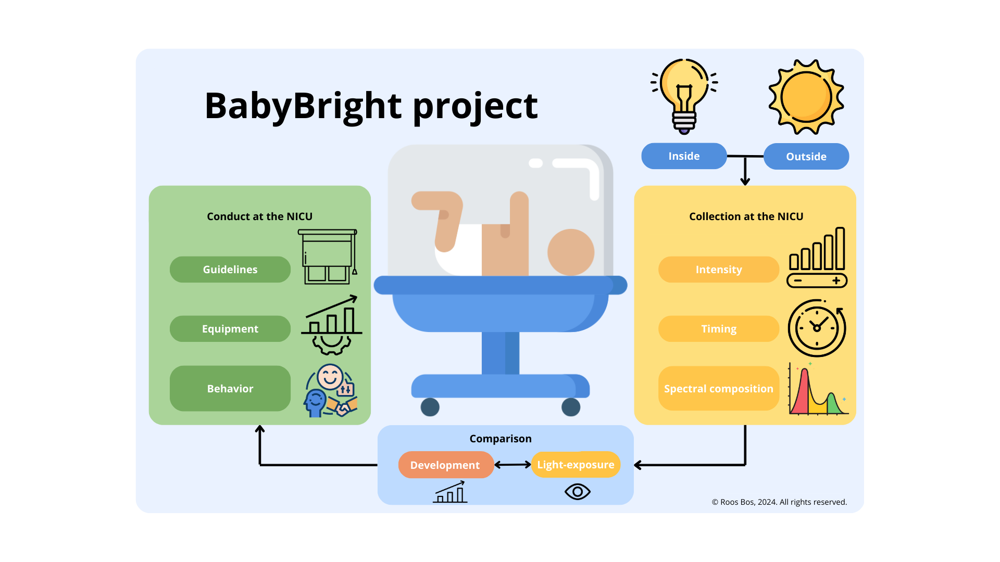 BabyBright project
Inside
Outside
Conduct at the NICU
Guidelines
Equipment
Behavior
Collection at the NICU
Intensity
Timing
Spectral composition
Comparison
Development
Light-exposure
© Roos Bos, 2024. All rights reserved.